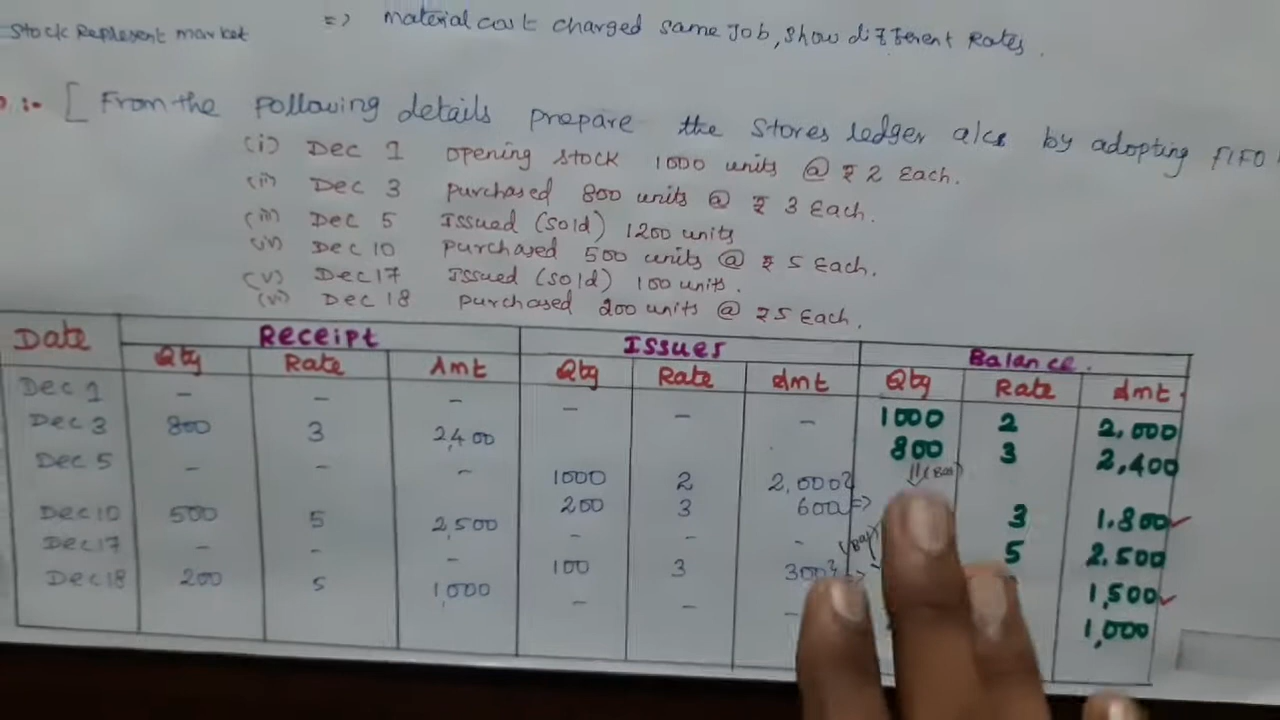 Stock Represent market => material cost charged same Job, show different Rates.
:- [ From the following details prepare the Stores ledger a/cs by adopting FIFO
(i) Dec 1 opening stock 1000 units @ ₹ 2 Each.
(ii) Dec 3 purchased 800 units @ ₹ 3 Each.
(iii) Dec 5 Issued (sold) 1200 units
(iv) Dec 10 purchased 500 units @ ₹ 5 Each.
(v) Dec 17 Issued (sold) 100 units.
(vi) Dec 18 purchased 200 units @ ₹5 Each.
Date Receipt Issues Balance.
Qty Rate Amt Qty Rate Amt Qty Rate Amt.
Dec 1 - - - - - - 1000 2 2,000
Dec 3 800 3 2,400 800 3 2,400
Dec 5 - - - 1000 2 2,000 (Bal)
200 3 600 => 3 1,800
Dec 10 500 5 2,500 - - - 5 2,500
Dec 17 - - - 100 3 300 => (Bal) 1,500
Dec 18 200 5 1,000 - - - 1,000